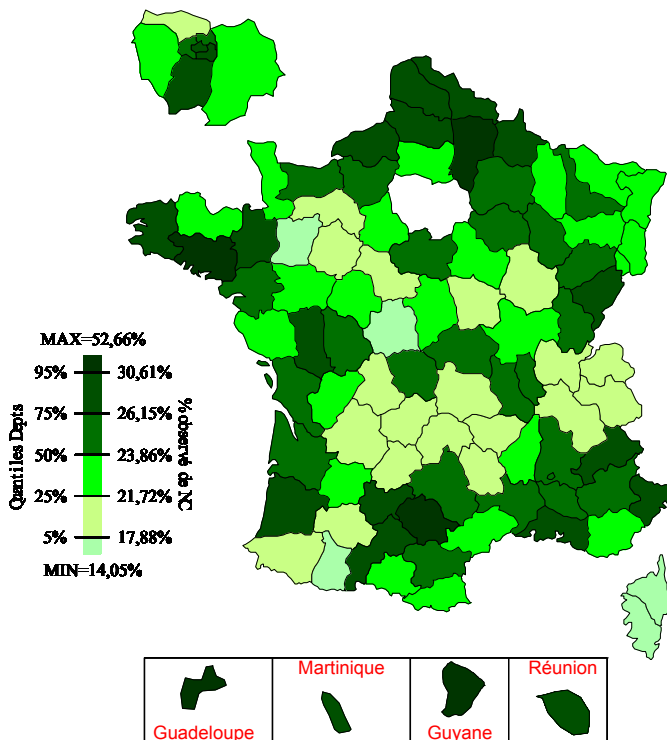 MAX=52,66%
95% 30,61%
75% 26,15%
50% 23,86%
25% 21,72%
5% 17,88%
MIN=14,05%
Quantiles Dpts
% observé de NC
Martinique
Réunion
Guadeloupe
Guyane